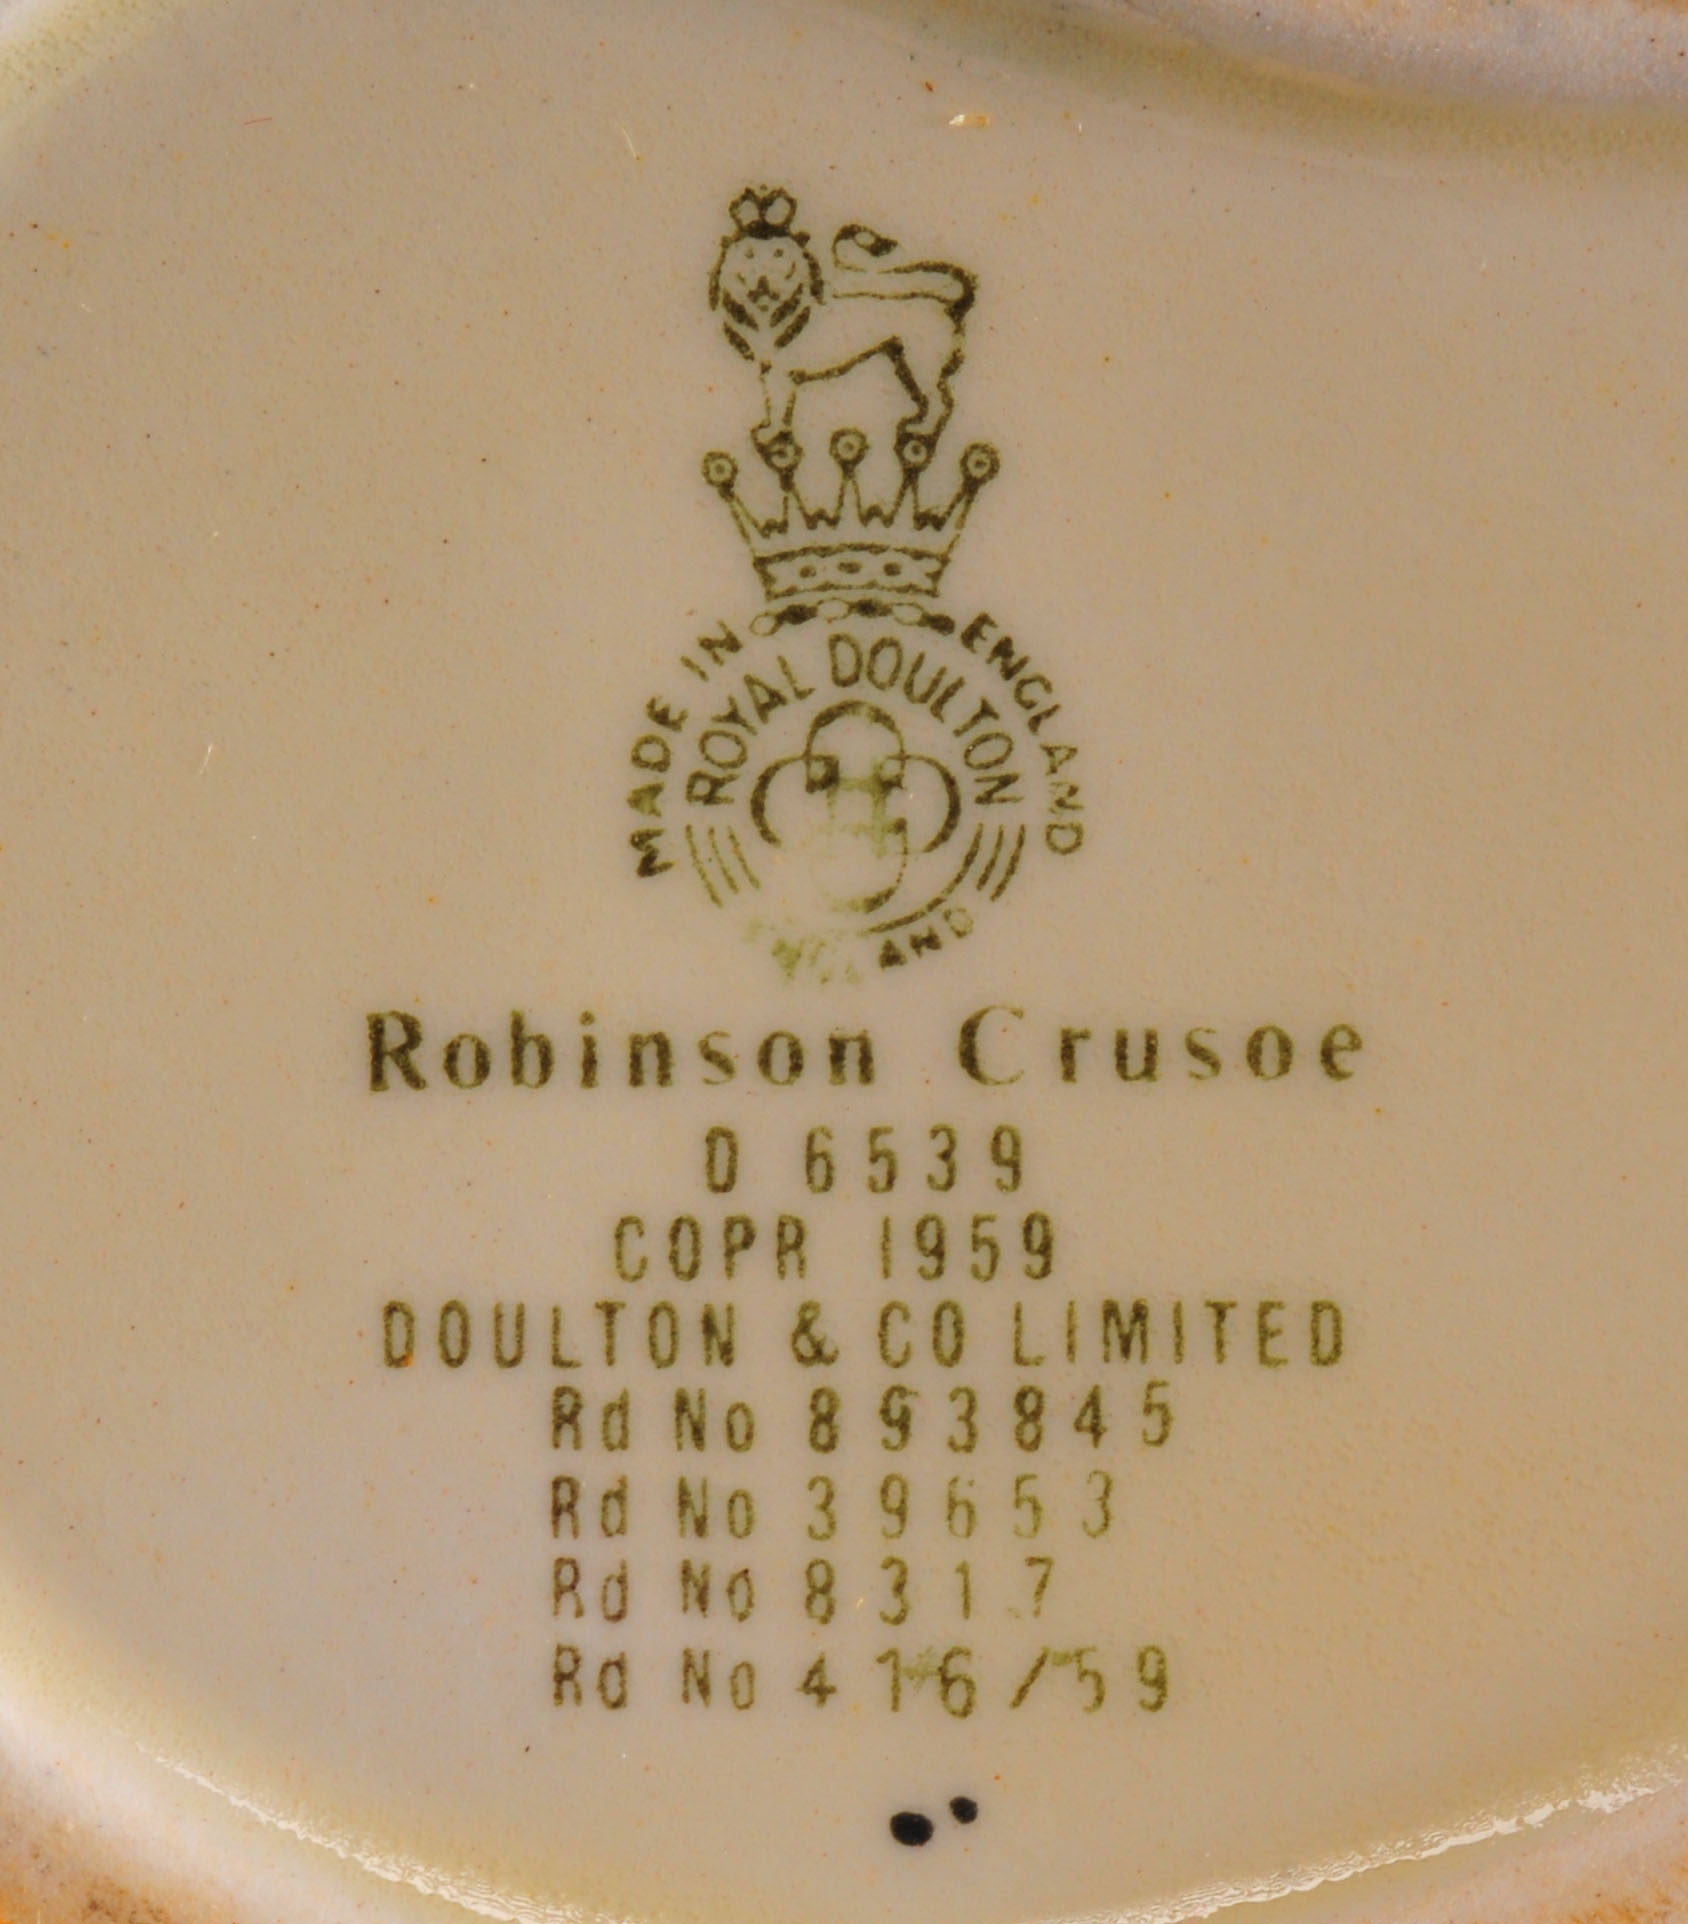 MADE IN ENGLAND
ROYAL DOULTON
ENGLAND
Robinson Crusoe
D 6539
COPR 1959
DOULTON & CO LIMITED
Rd No 893845
Rd No 39653
Rd No 8317
Rd No 416/59